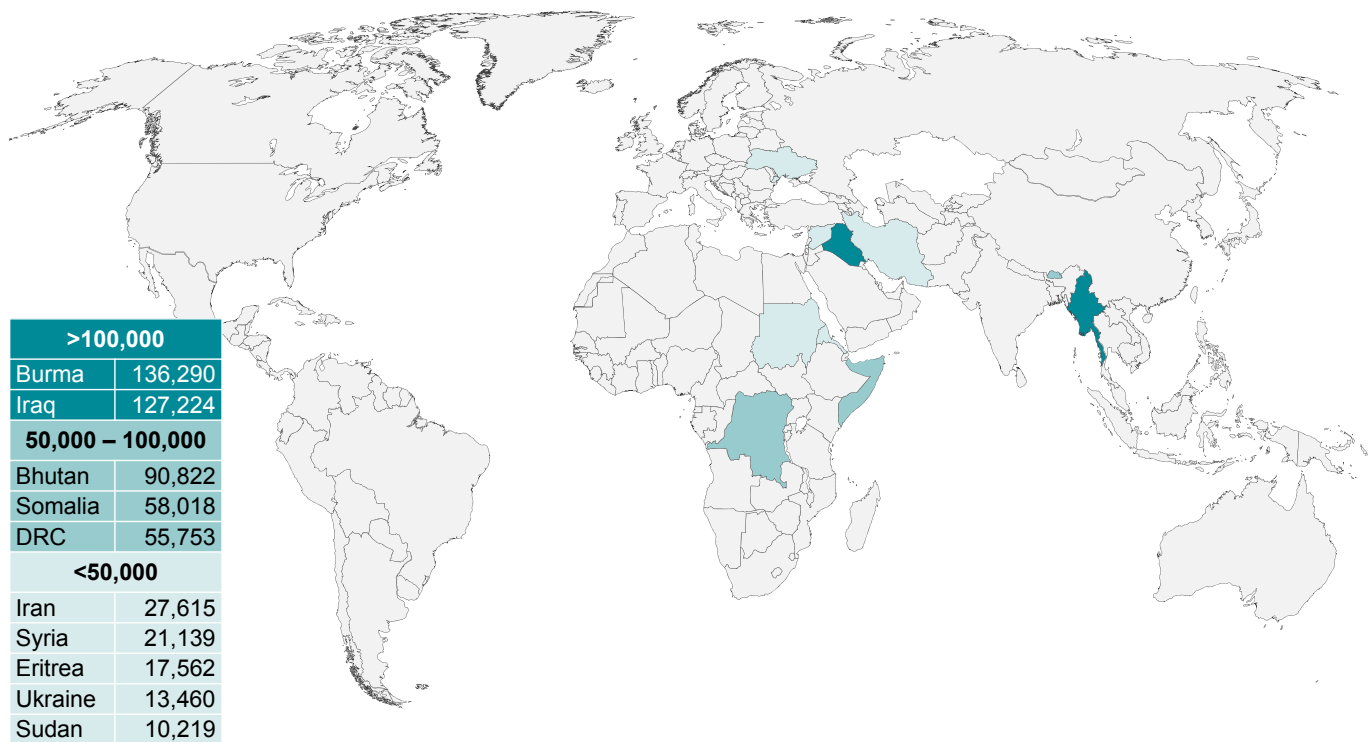 >100,000
Burma 136,290
Iraq 127,224
50,000 – 100,000
Bhutan 90,822
Somalia 58,018
DRC 55,753
<50,000
Iran 27,615
Syria 21,139
Eritrea 17,562
Ukraine 13,460
Sudan 10,219